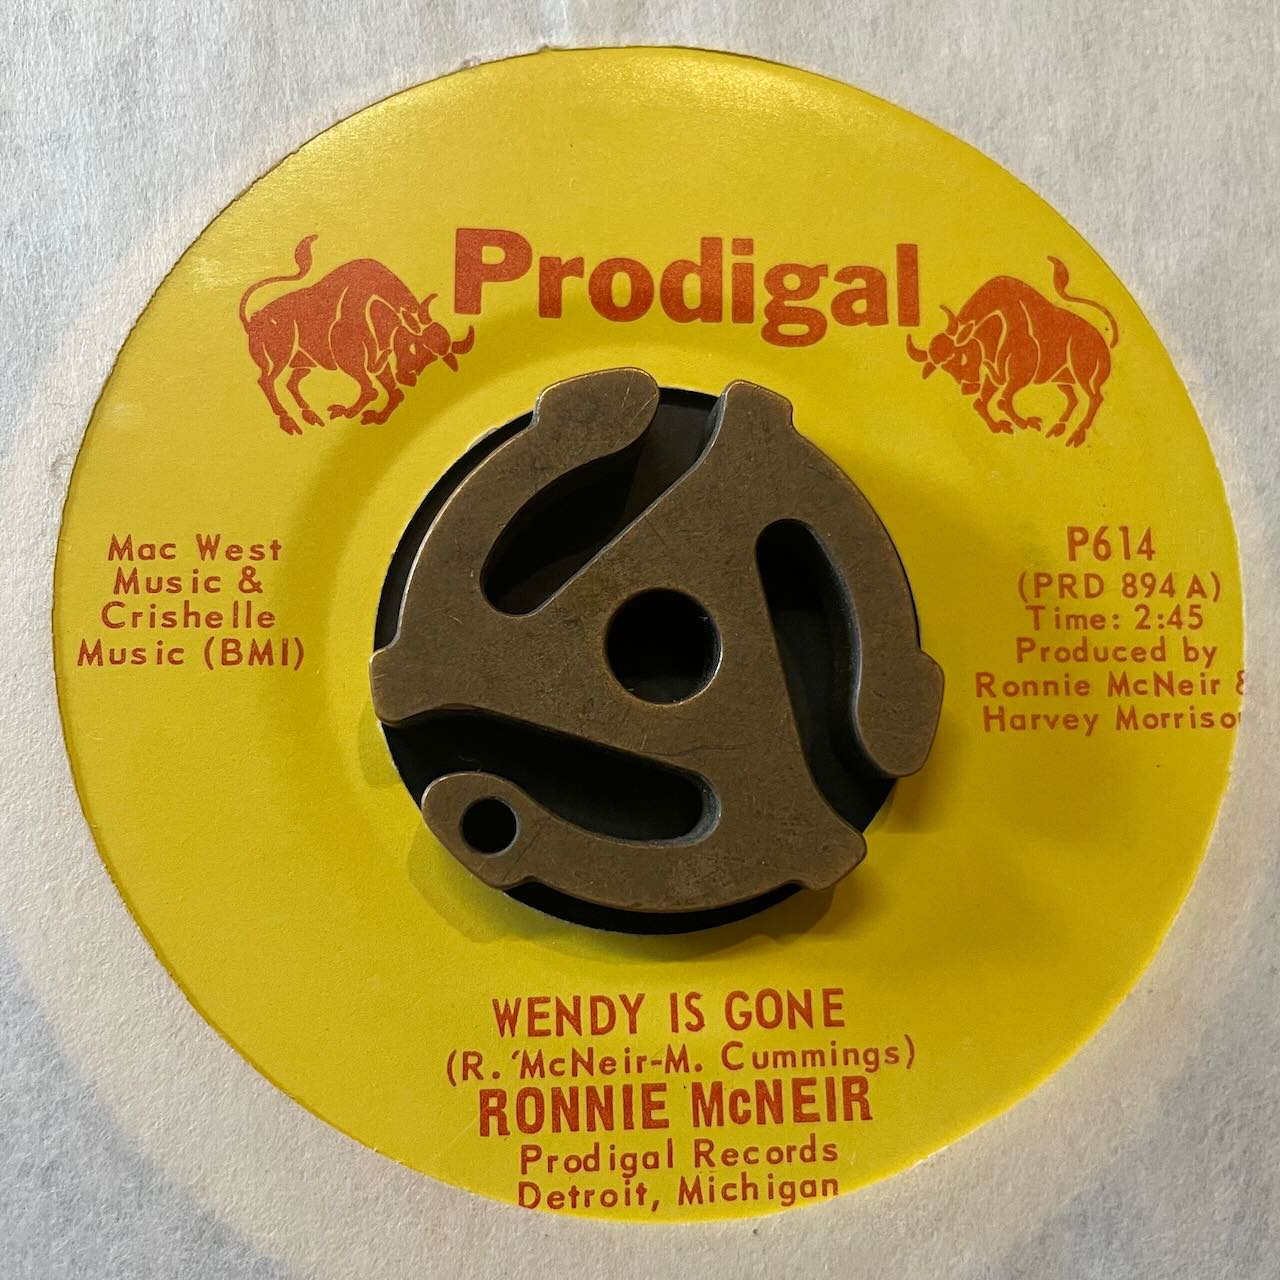 Prodigal
Mac West
Music &
Crishelle
Music (BMI)
P614
(PRD 894 A)
Time: 2:45
Produced by
Ronnie McNeir &
Harvey Morriso
WENDY IS GONE
(R. 'McNeir-M. Cummings)
RONNIE McNEIR
Prodigal Records
Detroit, Michigan